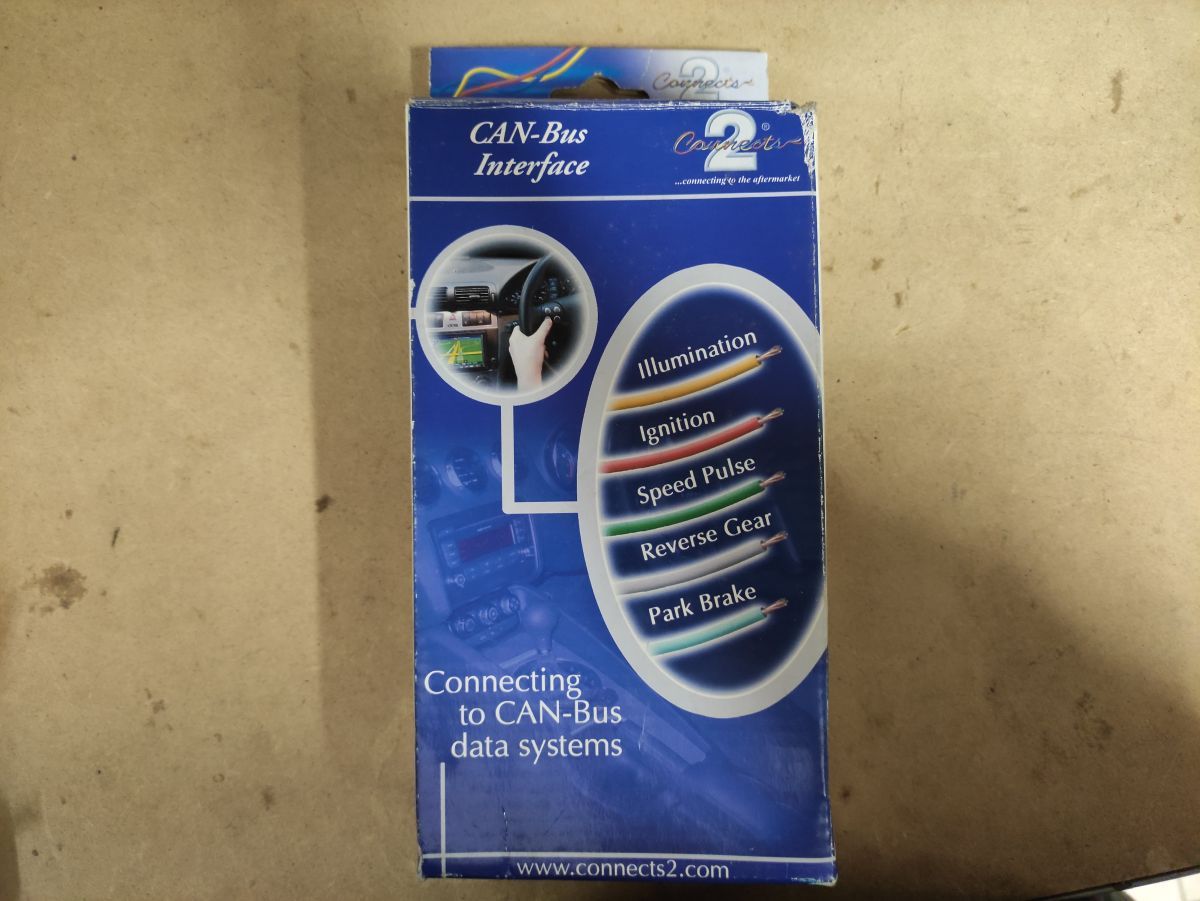 Connects 2
CAN-Bus
Interface
Connects 2 ®
...connecting to the aftermarket
Illumination
Ignition
Speed Pulse
Reverse Gear
Park Brake
Connecting
to CAN-Bus
data systems
www.connects2.com